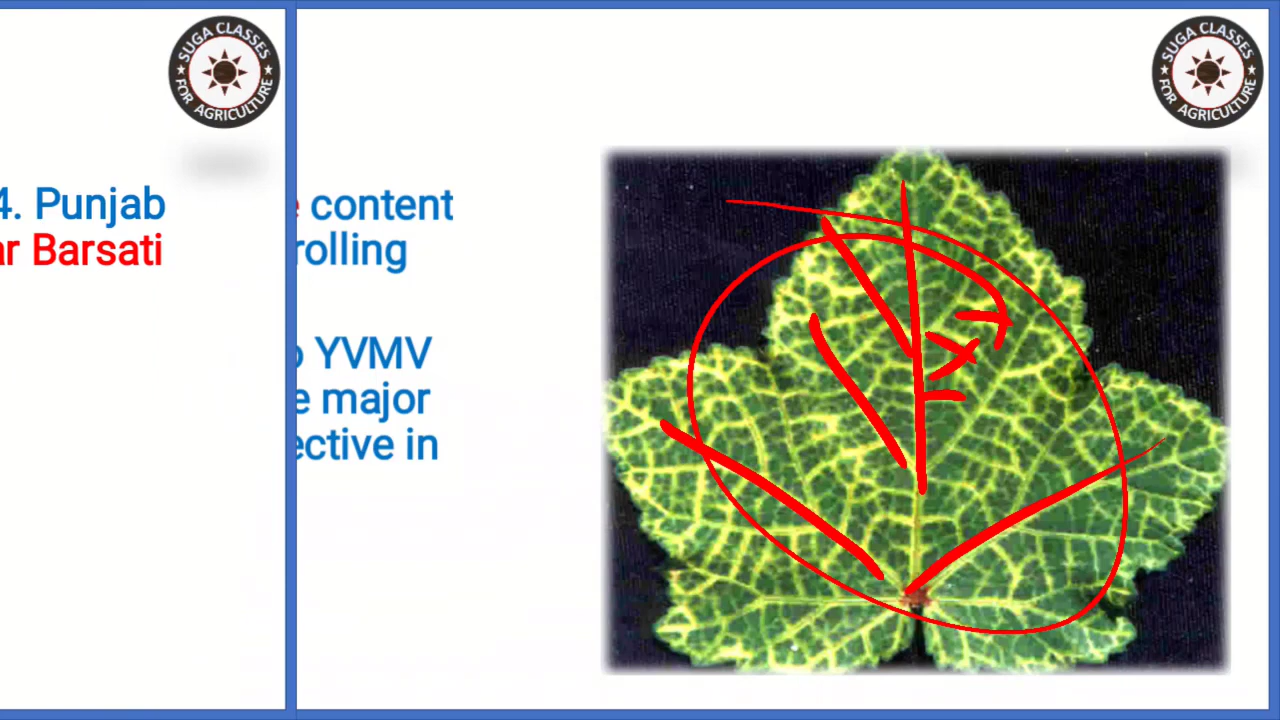 SUGA CLASSES
FOR AGRICULTURE
4. Punjab
Barsati
SUGA CLASSES
FOR AGRICULTURE
content
rolling
YVMV
major
ective in